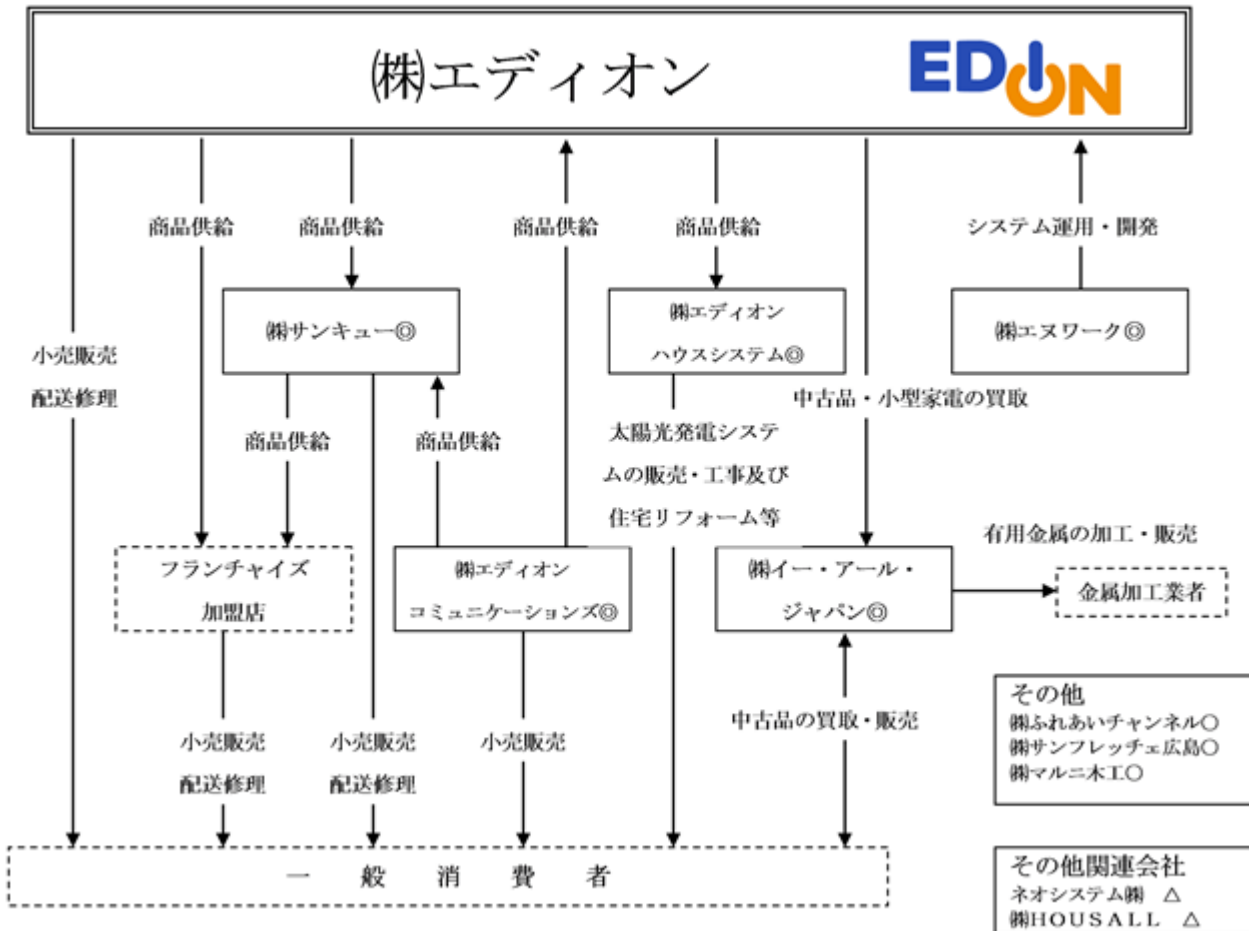 ㈱エディオン
EDION
商品供給
商品供給
商品供給
商品供給
システム運用・開発
小売販売
配送修理
㈱サンキュー◎
㈱エディオン
ハウスシステム◎
㈱エヌワーク◎
中古品・小型家電の買取
商品供給
商品供給
太陽光発電システ
ムの販売・工事及び
住宅リフォーム等
有用金属の加工・販売
フランチャイズ
加盟店
㈱エディオン
コミュニケーションズ◎
㈱イー・アール・
ジャパン◎
金属加工業者
小売販売
配送修理
小売販売
配送修理
小売販売
中古品の買取・販売
その他
㈱ふれあいチャンネル○
㈱サンフレッチェ広島○
㈱マルニ木工○
一般消費者
その他関連会社
ネオシステム㈱　△
㈱ＨＯＵＳＡＬＬ　△